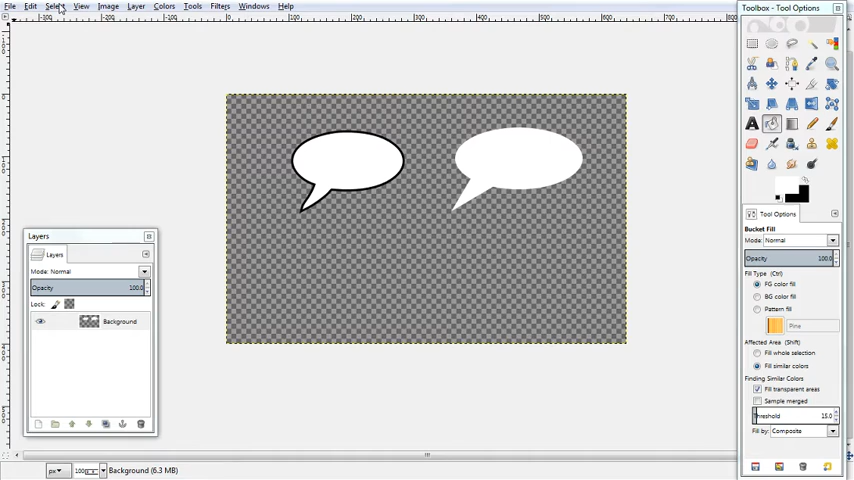 File Edit Select View Image Layer Colors Tools Filters Windows Help
Toolbox - Tool Options
Tool Options
Bucket Fill
Mode: Normal
Opacity 100.0
Fill Type (Ctrl)
FG color fill
BG color fill
Pattern fill
Pine
Affected Area (Shift)
Fill whole selection
Fill similar colors
Finding Similar Colors
Fill transparent areas
Sample merged
Threshold 15.0
Fill by: Composite
Layers
Layers
Mode: Normal
Opacity 100.0
Lock:
Background
px 100 Background (6.3 MB)